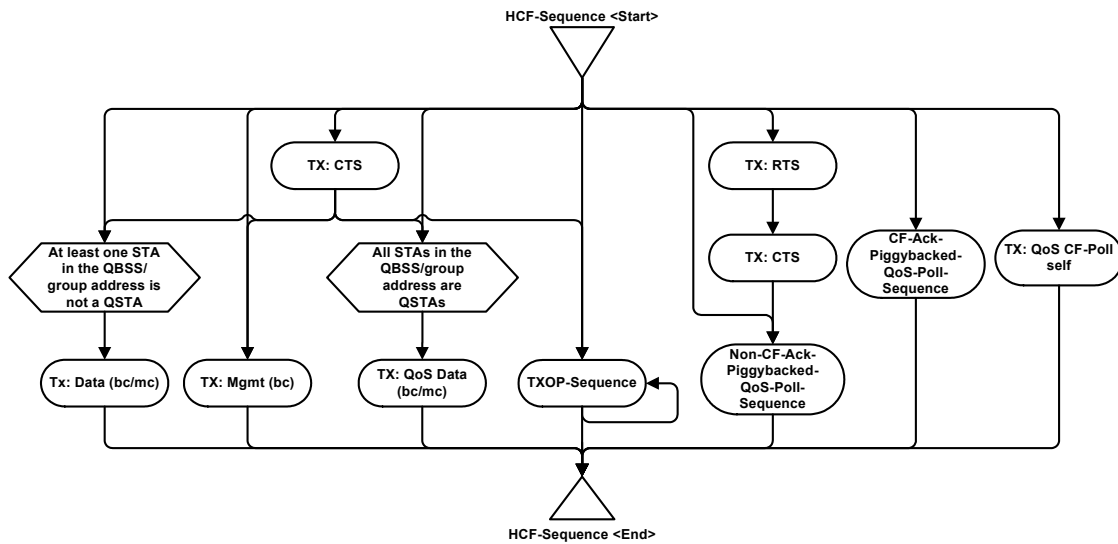 HCF-Sequence <Start>
TX: CTS
TX: RTS
At least one STA
in the QBSS/
group address is
not a QSTA
All STAs in the
QBSS/group
address are
QSTAs
TX: CTS
CF-Ack-
Piggybacked-
QoS-Poll-
Sequence
TX: QoS CF-Poll
self
Tx: Data (bc/mc)
TX: Mgmt (bc)
TX: QoS Data
(bc/mc)
TXOP-Sequence
Non-CF-Ack-
Piggybacked-
QoS-Poll-
Sequence
HCF-Sequence <End>